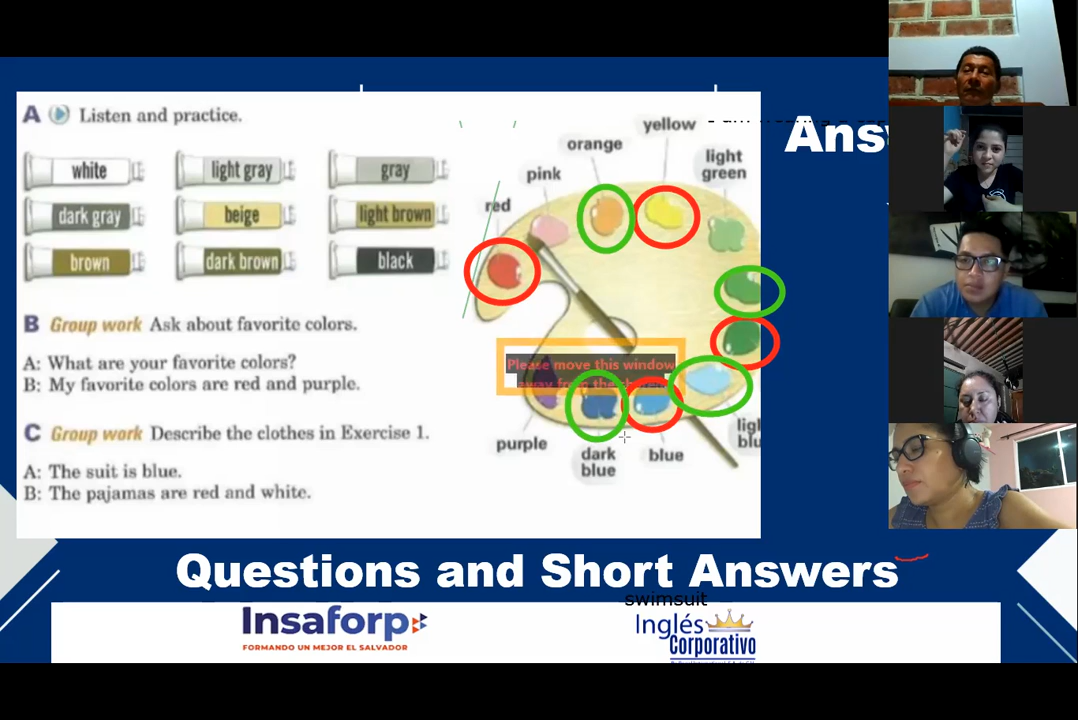 A Listen and practice.
white light gray gray
dark gray beige light brown
brown dark brown black
yellow
orange
light
green
pink
red
Please move this window
away from the
purple
dark
blue
blue
B Group work Ask about favorite colors.
A: What are your favorite colors?
B: My favorite colors are red and purple.
C Group work Describe the clothes in Exercise 1.
A: The suit is blue.
B: The pajamas are red and white.
Questions and Short Answers
swimsuit
Insaforp
FORMANDO UN MEJOR EL SALVADOR
Inglés
Corporativo